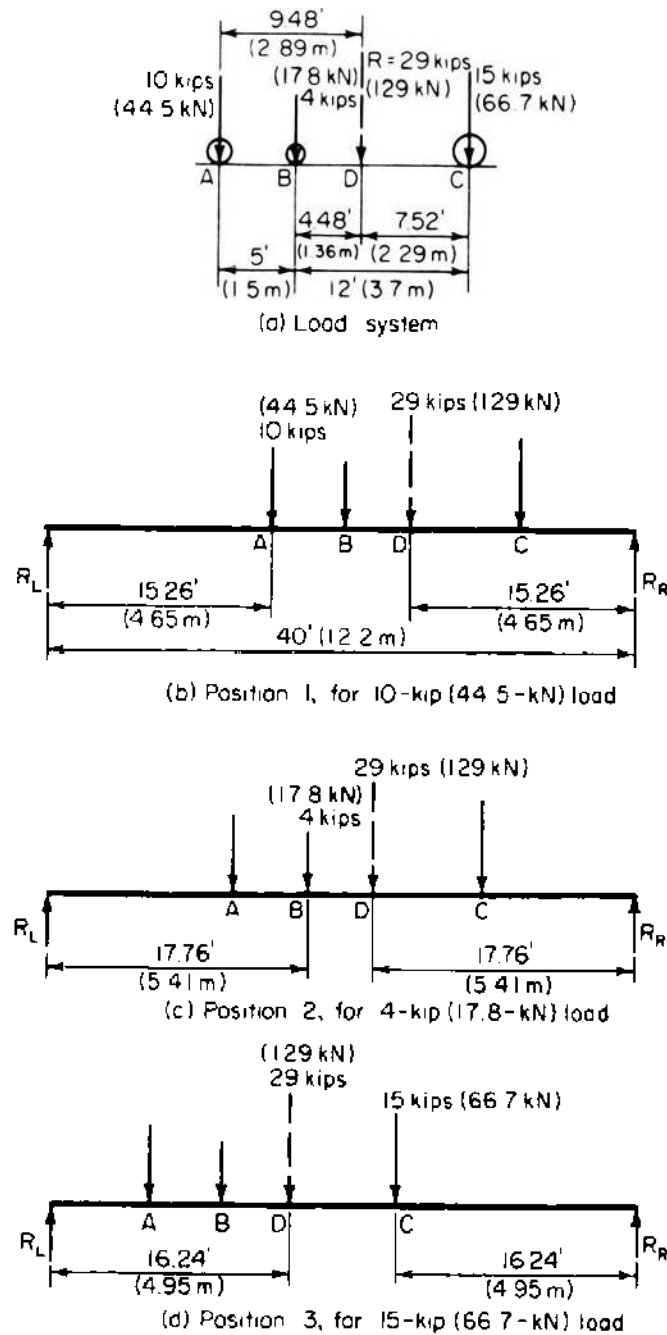 9.48'
(2 89 m)
10 kips
(44 5 kN)
(17 8 kN)
4 kips
R = 29 kips
(129 kN)
15 kips
(66.7 kN)
A B D C
4.48' 7.52'
(1.36 m) (2 29 m)
5'
(1 5 m)
12' (3 7 m)
(a) Load system
(44 5 kN)
10 kips
29 kips (129 kN)
A B D C
RL RR
15.26' 15.26'
(4 65 m) (4 65 m)
40' (12 2 m)
(b) Position 1, for 10-kip (44 5-kN) load
29 kips (129 kN)
(17 8 kN)
4 kips
A B D C
RL RR
17.76' 17.76'
(5 41 m) (5 41 m)
(c) Position 2, for 4-kip (17.8-kN) load
(129 kN)
29 kips
15 kips (66 7 kN)
A B D C
RL RR
16.24' 16.24'
(4 95 m) (4 95 m)
(d) Position 3, for 15-kip (66 7-kN) load